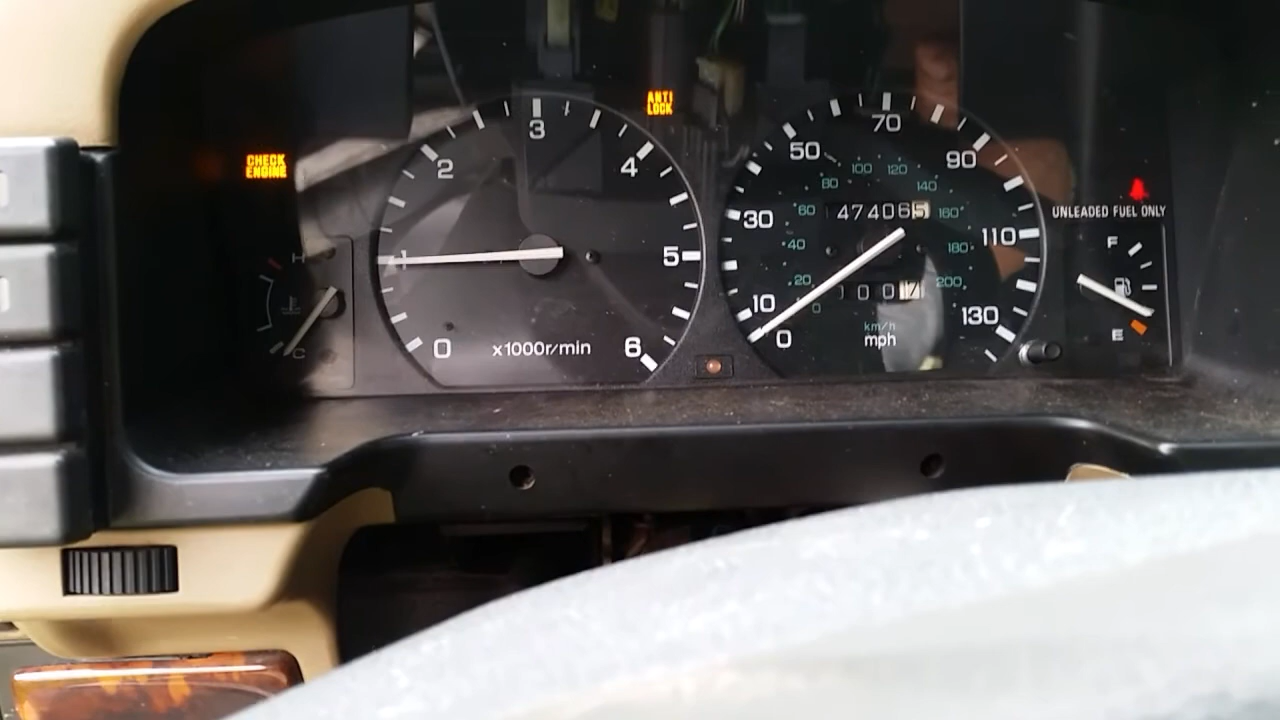 CHECK
ENGINE
ANTI
LOCK
H
C
0
1
2
3
4
5
6
x1000r/min
0
10
30
50
70
90
110
130
0
20
40
60
80
100
120
140
160
180
200
474065
km/h
mph
UNLEADED FUEL ONLY
F
E